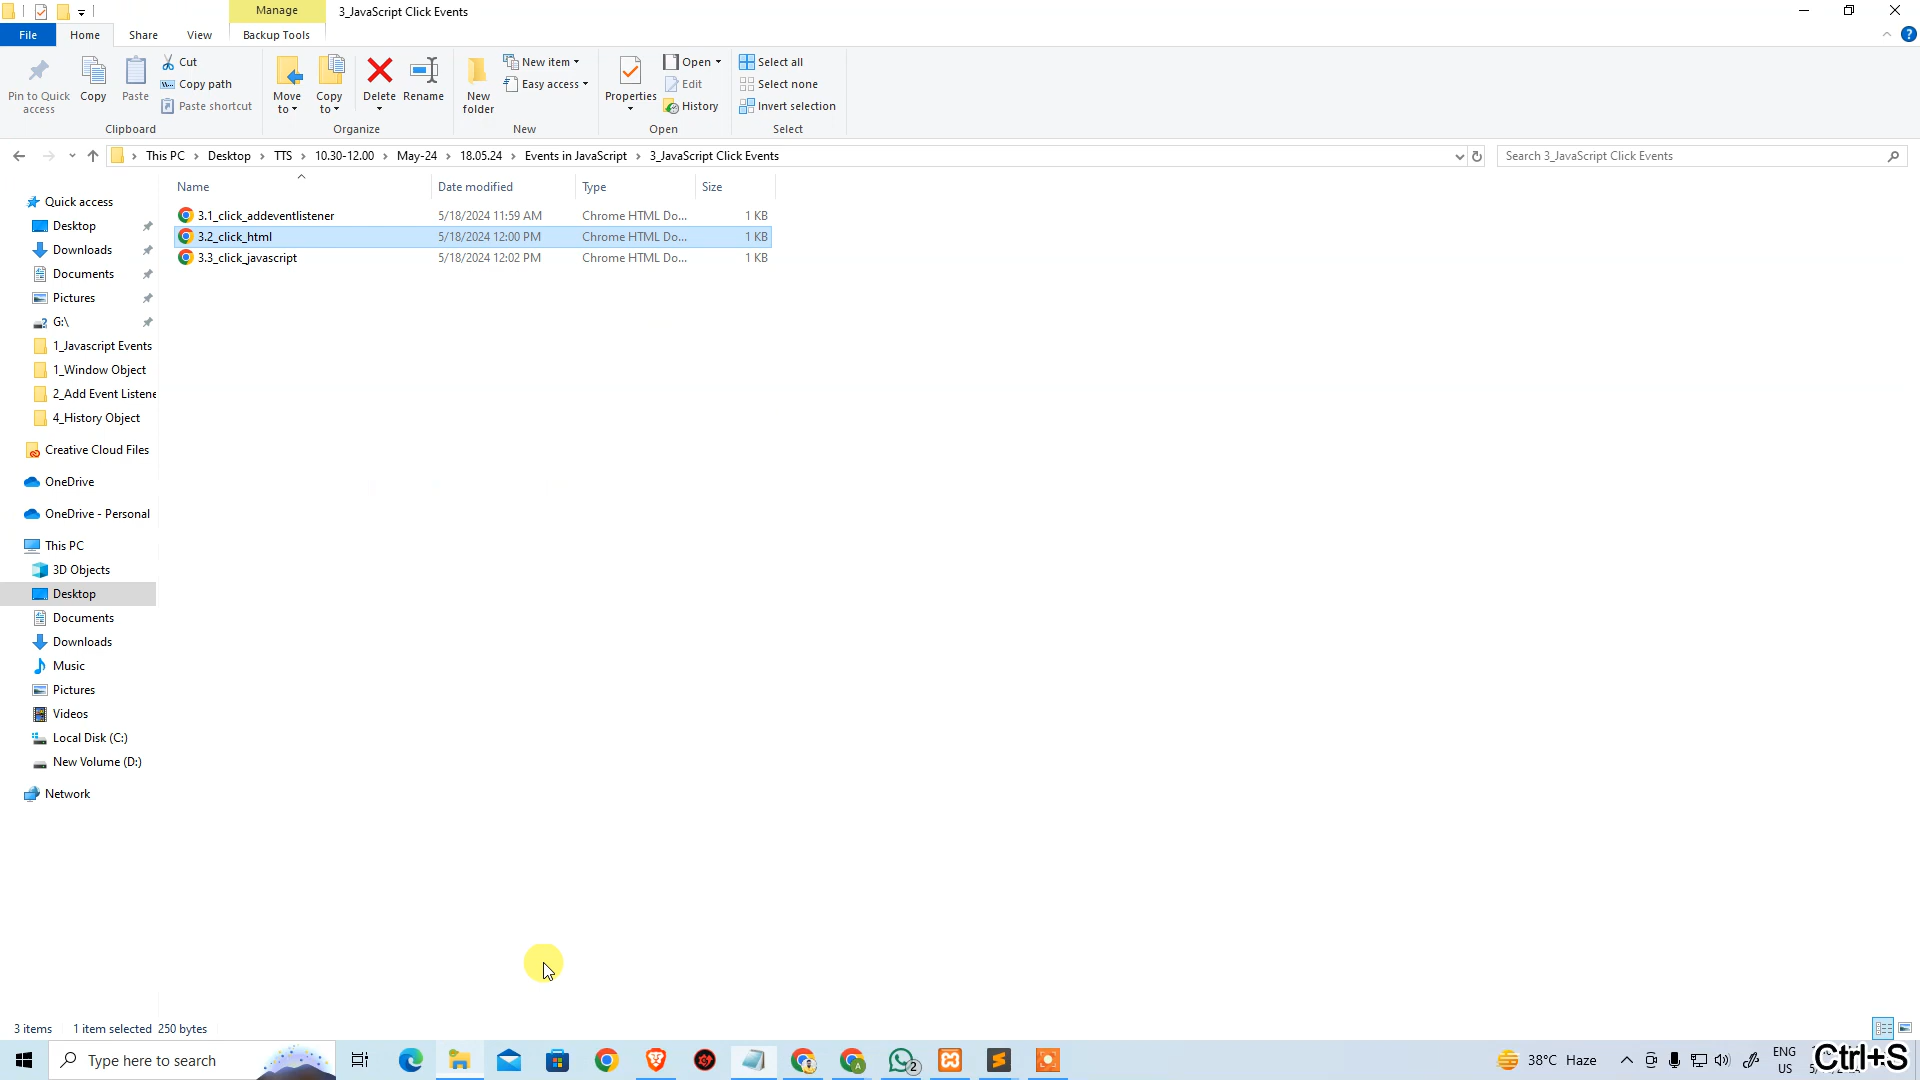 Manage
3_JavaScript Click Events
File
Home
Share
View
Backup Tools
Pin to Quick access
Copy
Paste
Cut
Copy path
Paste shortcut
Clipboard
Move to
Copy to
Delete
Rename
Organize
New folder
New item
Easy access
New
Properties
Open
Edit
History
Open
Select all
Select none
Invert selection
Select
This PC
Desktop
TTS
10.30-12.00
May-24
18.05.24
Events in JavaScript
3_JavaScript Click Events
Search 3_JavaScript Click Events
Name
Date modified
Type
Size
3.1_click_addeventlistener 5/18/2024 11:59 AM Chrome HTML Do... 1 KB
3.2_click_html 5/18/2024 12:00 PM Chrome HTML Do... 1 KB
3.3_click_javascript 5/18/2024 12:02 PM Chrome HTML Do... 1 KB
Quick access
Desktop
Downloads
Documents
Pictures
G:\
1_Javascript Events
1_Window Object
2_Add Event Listene
4_History Object
Creative Cloud Files
OneDrive
OneDrive - Personal
This PC
3D Objects
Desktop
Documents
Downloads
Music
Pictures
Videos
Local Disk (C:)
New Volume (D:)
Network
3 items 1 item selected 250 bytes
Type here to search
2
38°C Haze
ENG
US
Ctrl+S